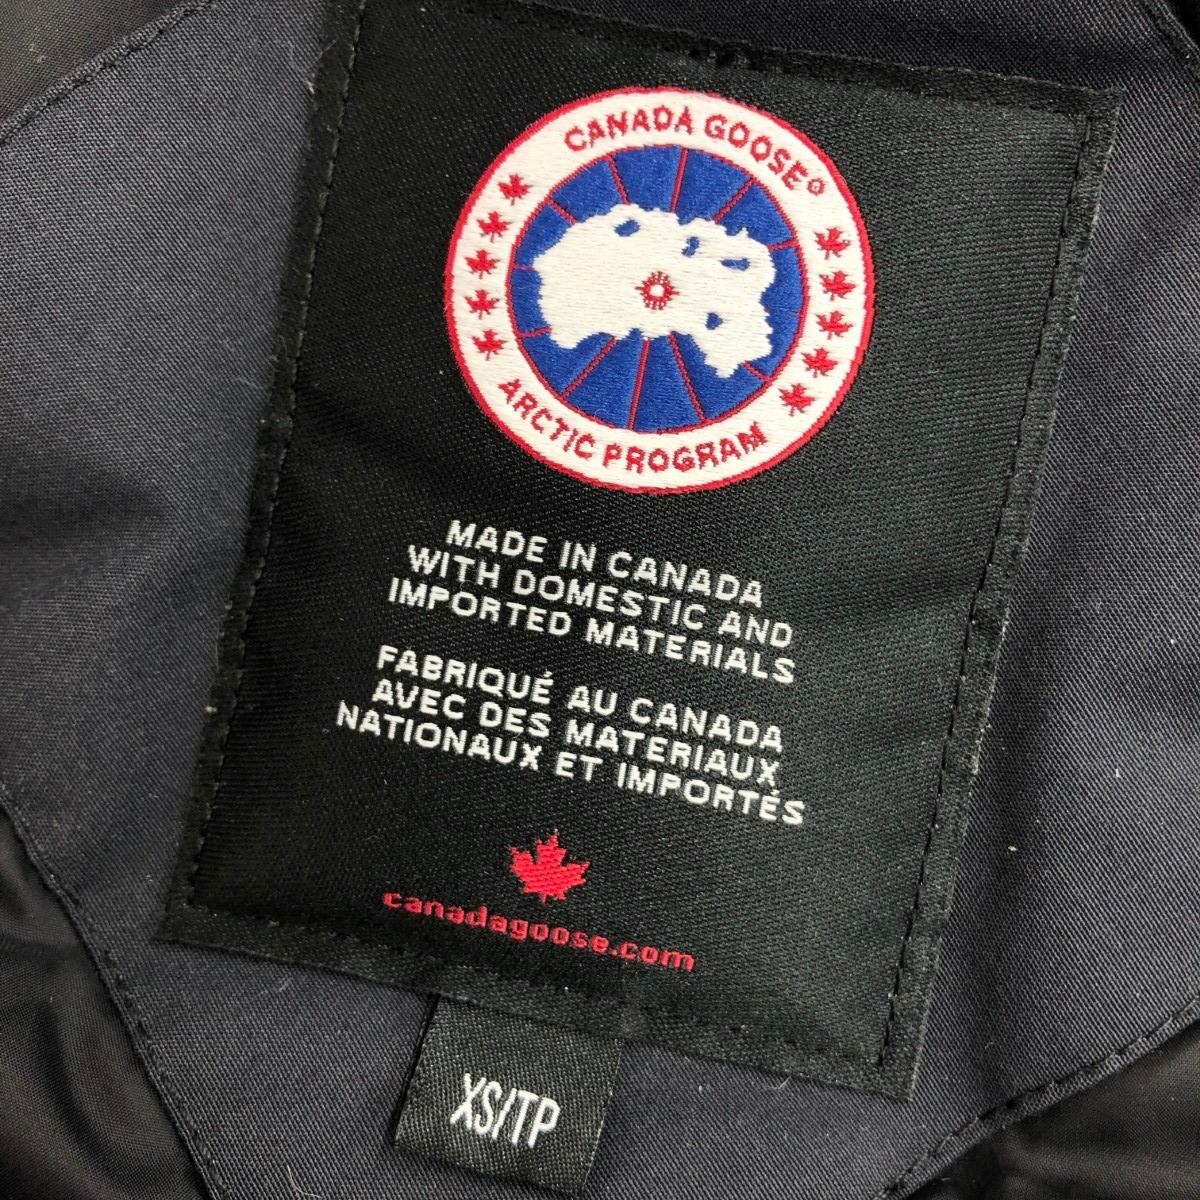 CANADA GOOSE®
ARCTIC PROGRAM
MADE IN CANADA
WITH DOMESTIC AND
IMPORTED MATERIALS
FABRIQUÉ AU CANADA
AVEC DES MATERIAUX
NATIONAUX ET IMPORTÉS
canadagoose.com
XS/TP